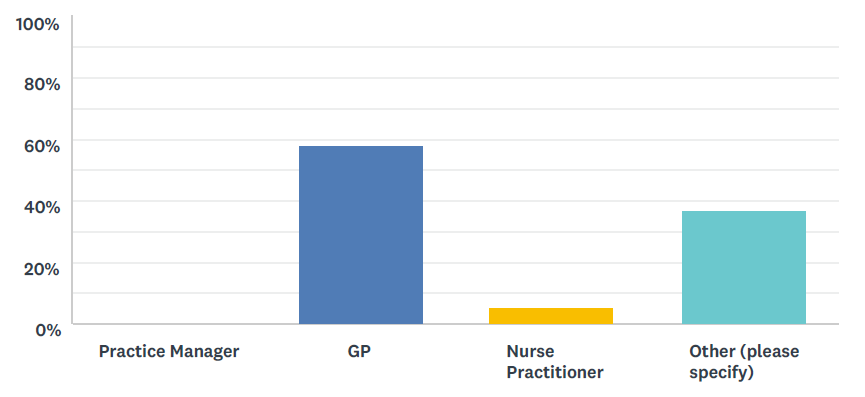 100%
80%
60%
40%
20%
0%
Practice Manager
GP
Nurse
Practitioner
Other (please
specify)